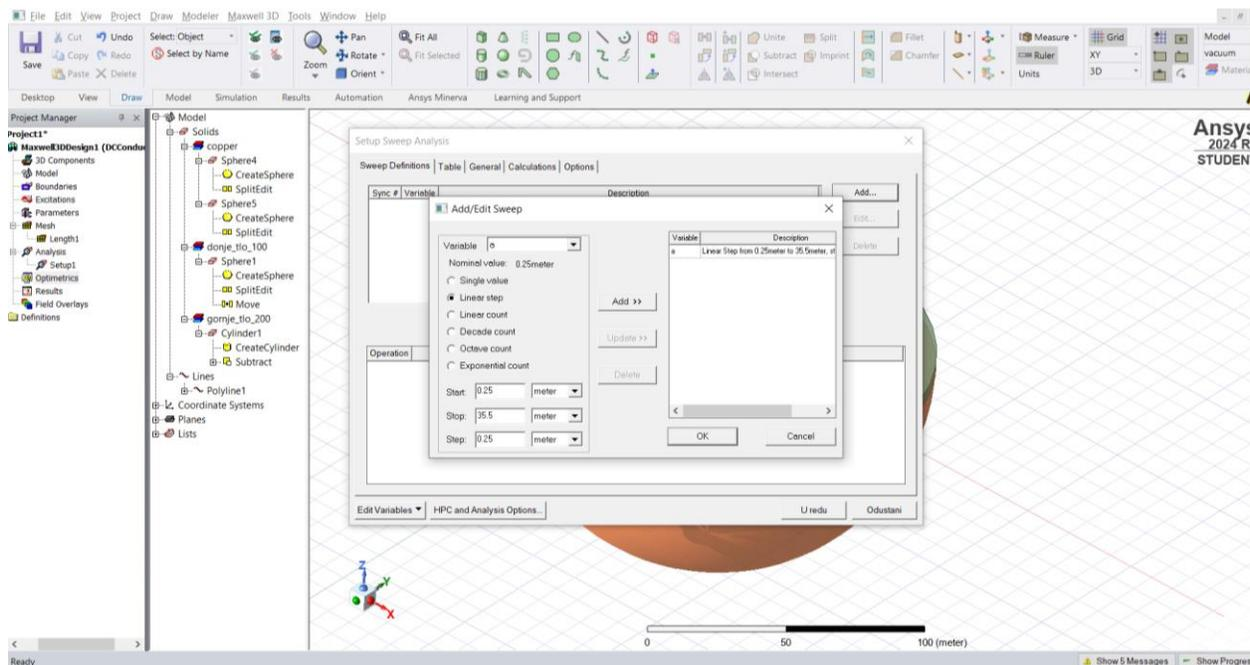 File Edit View Project Draw Modeler Maxwell 3D Tools Window Help
Save
Cut
Copy
Paste
Undo
Redo
Delete
Select: Object
Select by Name
Zoom
Pan
Rotate
Orient
Fit All
Fit Selected
Unite
Subtract
Intersect
Split
Imprint
Fillet
Chamfer
Measure
Ruler
Units
Grid
XY
3D
Model
vacuum
Desktop View Draw Model Simulation Results Automation Ansys Minerva Learning and Support
Project Manager
Project1*
3D Components
Model
Boundaries
Excitations
Parameters
Mesh
Length1
Analysis
Setup1
Optimetrics
Results
Field Overlays
Definitions
Model
Solids
copper
Sphere4
CreateSphere
SplitEdit
Sphere5
CreateSphere
SplitEdit
donje_tlo_100
Sphere1
CreateSphere
SplitEdit
Move
gornje_tlo_200
Cylinder1
CreateCylinder
Subtract
Lines
Polyline1
Coordinate Systems
Planes
Lists
Setup Sweep Analysis
Sweep Definitions Table General Calculations Options
Sync # Variable Description
Add...
Edit...
Delete
Operation
Add/Edit Sweep
Variable a
Nominal value: 0.25meter
Single value
Linear step
Linear count
Decade count
Octave count
Exponential count
Start: 0.25 meter
Stop: 35.5 meter
Step: 0.25 meter
Add >>
Update >>
Delete
Variable Description
a Linear Step from 0.25meter to 35.5meter, st
OK Cancel
Edit Variables HPC and Analysis Options... U redu Odustani
Z
Y
X
0 50 100 (meter)
Ready
Show 5 Messages